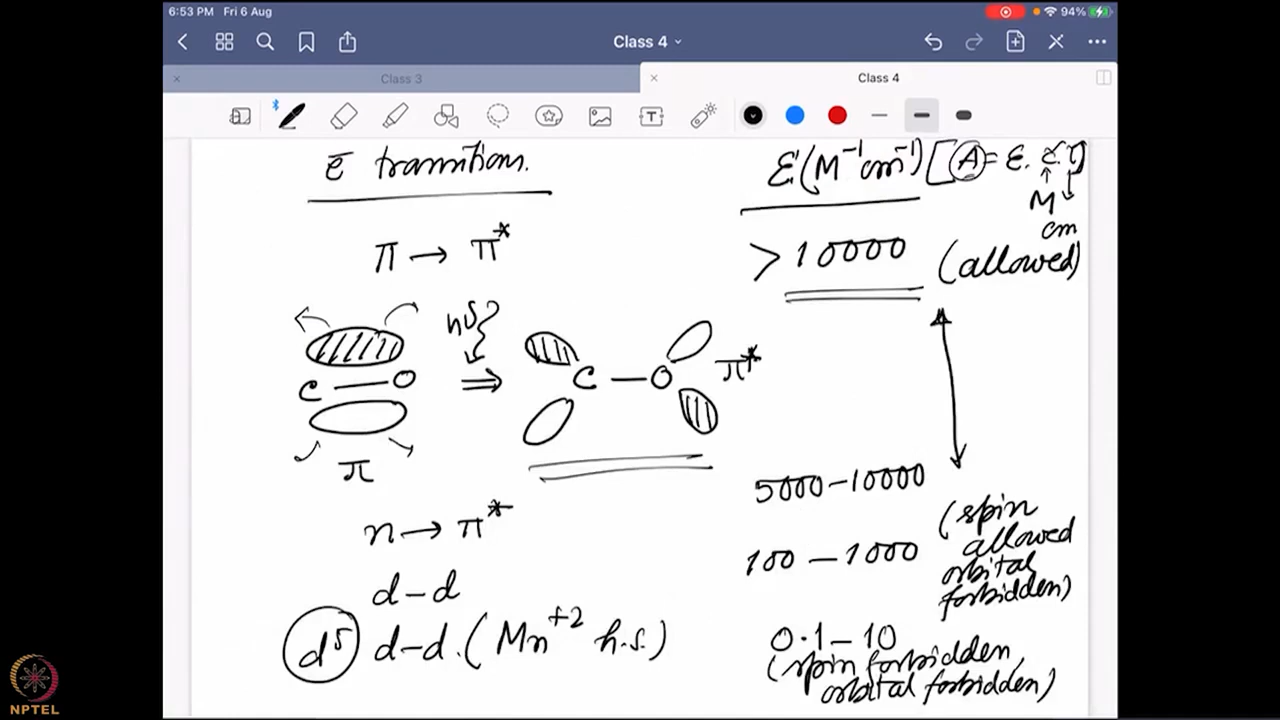 6:53 PM Fri 6 Aug
94%
Class 4
Class 3
Class 4
ē transitions.
ε (M⁻¹cm⁻¹) [A = ε. c. l]
M
cm
π → π*
> 10000 (allowed)
hν
C — O
⇒
C — O
π*
π
5000 – 10000
n → π*
(spin allowed
orbital
forbidden)
100 – 1000
d – d
d⁵ d–d. (Mn⁺² h.s.)
0.1 – 10
(spin forbidden,
orbital forbidden)
NPTEL